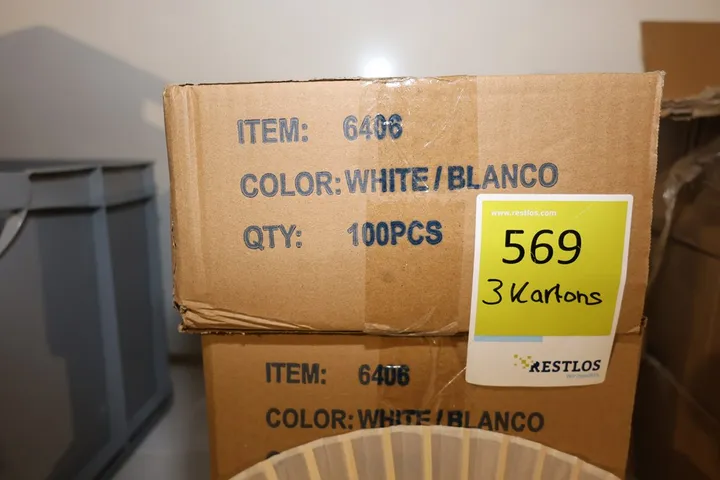 ITEM: 6406
COLOR: WHITE/BLANCO
QTY: 100PCS
www.restlos.com
569
3 Kartons
RESTLOS
ITEM: 6406
COLOR: WHITE/BLANCO